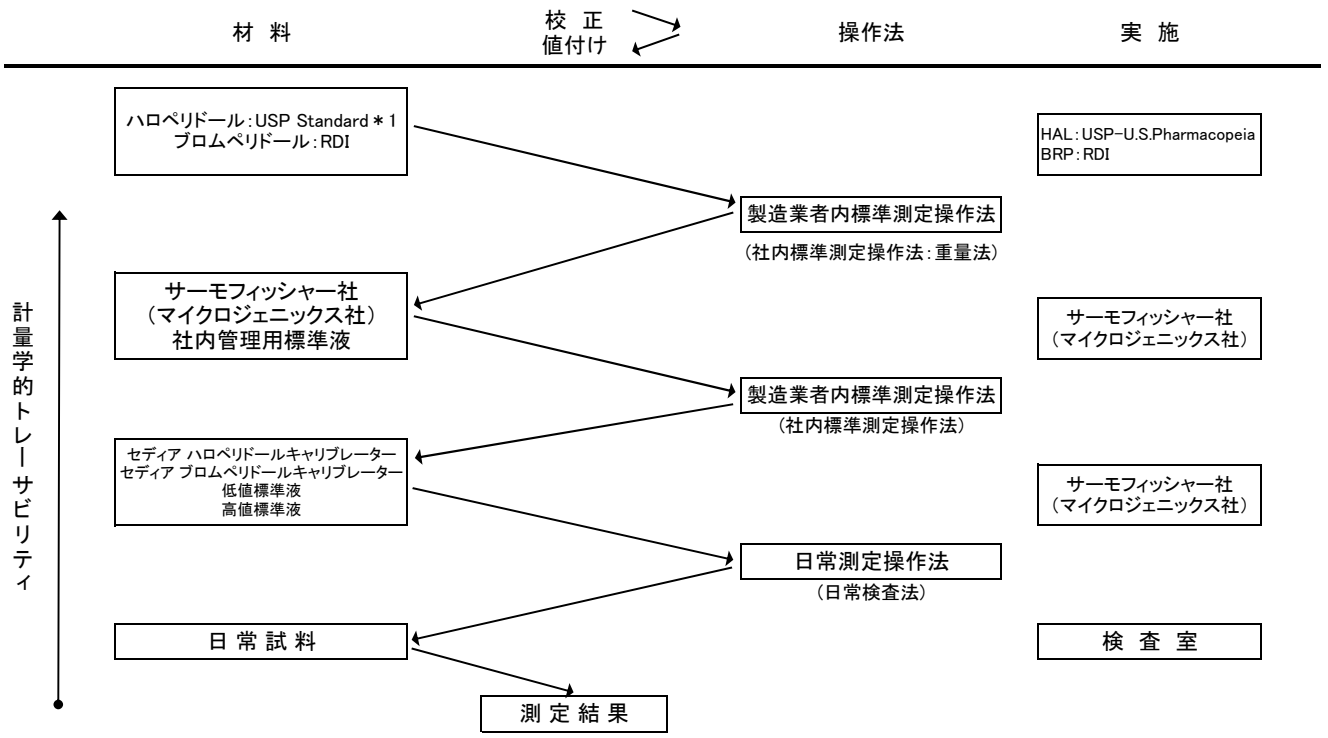 材 料
校 正
値付け
操作法
実 施
ハロペリドール：USP Standard＊1
ブロムペリドール：RDI
HAL：USP-U.S.Pharmacopeia
BRP：RDI
製造業者内標準測定操作法
（社内標準測定操作法：重量法）
サーモフィッシャー社
（マイクロジェニックス社）
社内管理用標準液
サーモフィッシャー社
（マイクロジェニックス社）
製造業者内標準測定操作法
（社内標準測定操作法）
セディア ハロペリドールキャリブレーター
セディア ブロムペリドールキャリブレーター
低値標準液
高値標準液
サーモフィッシャー社
（マイクロジェニックス社）
日常測定操作法
（日常検査法）
日 常 試 料
検 査 室
測 定 結 果
計量学的トレーサビリティ